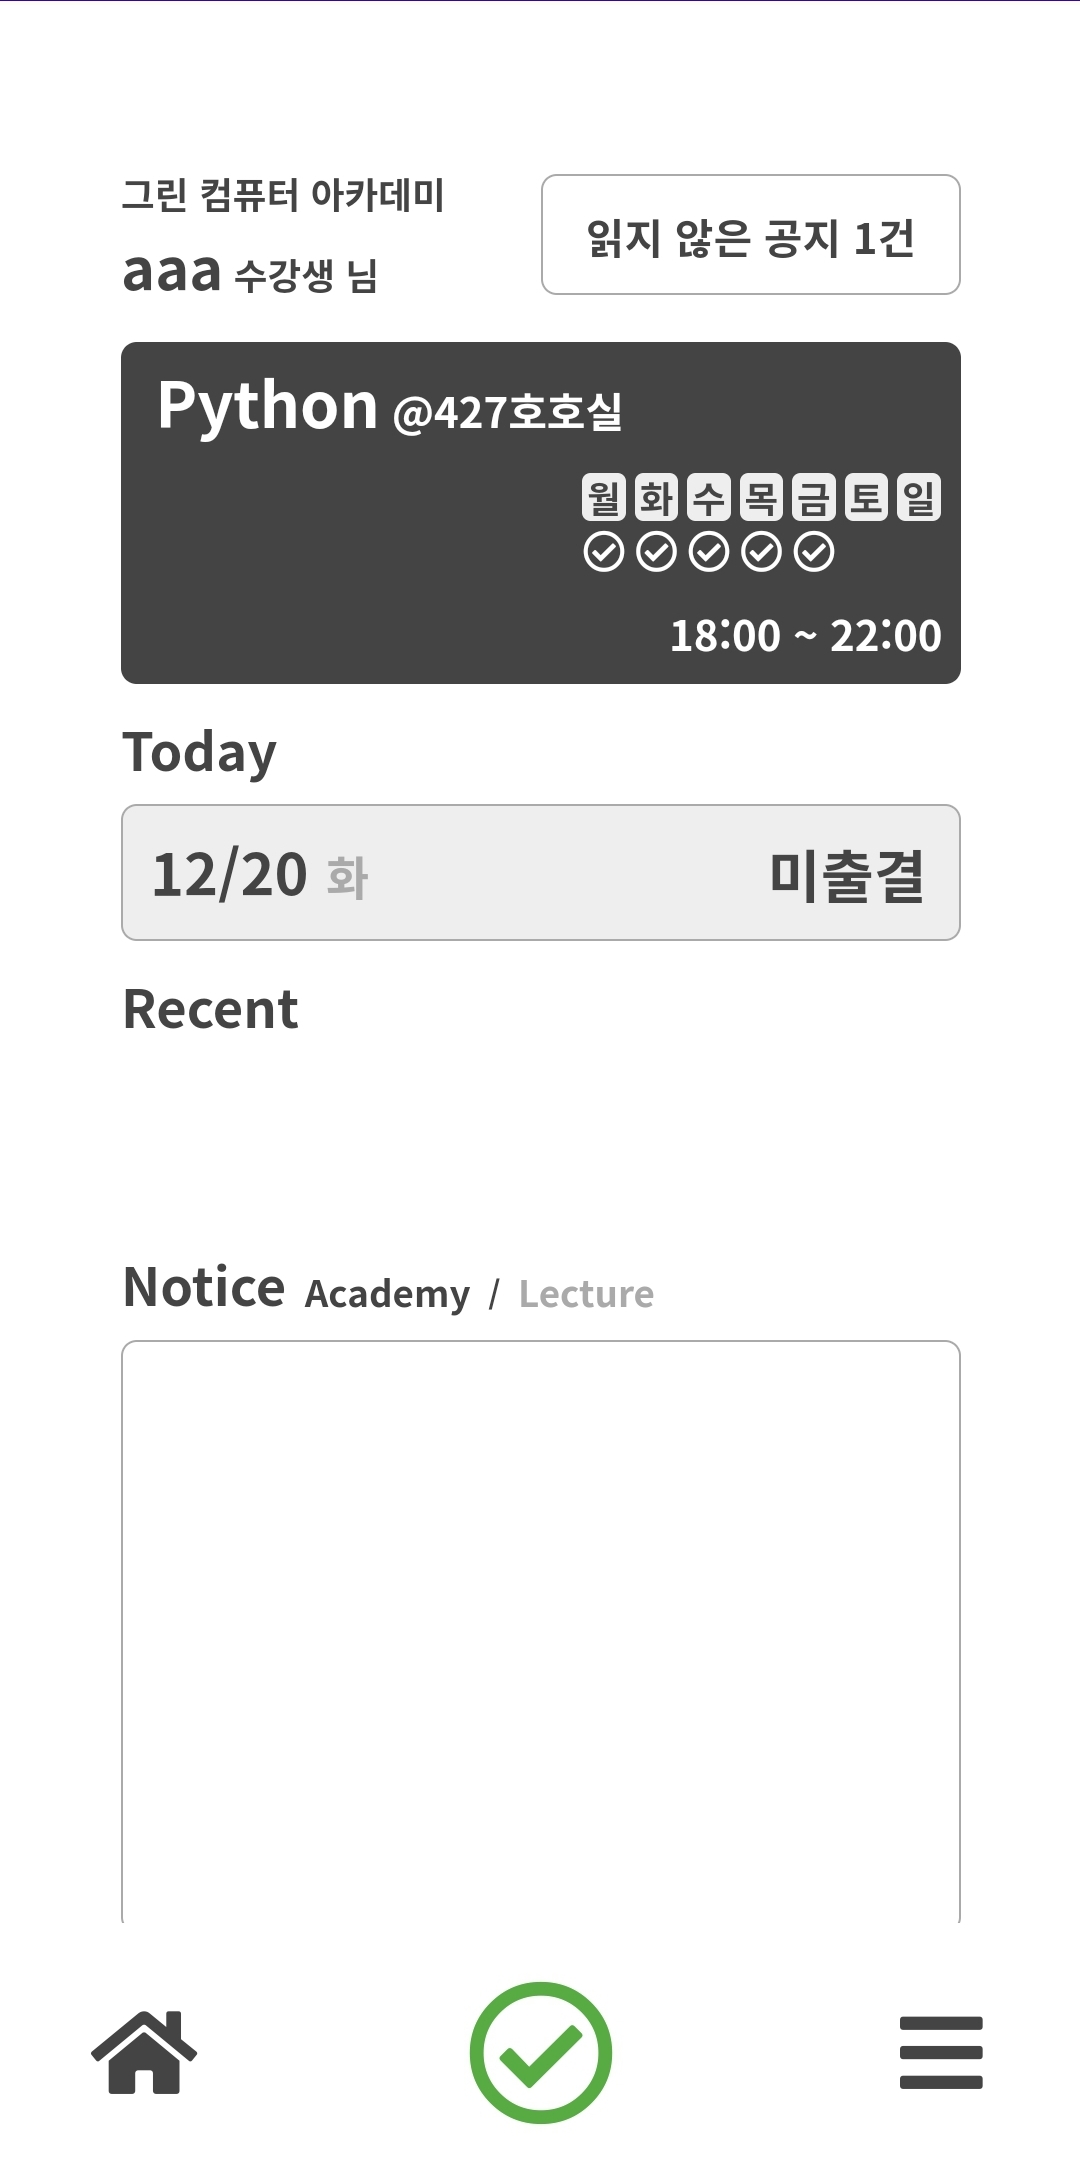 그린 컴퓨터 아카데미
aaa 수강생 님
읽지 않은 공지 1건
Python @427호호실
월 화 수 목 금 토 일
18:00 ~ 22:00
Today
12/20 화 미출결
Recent
Notice Academy / Lecture